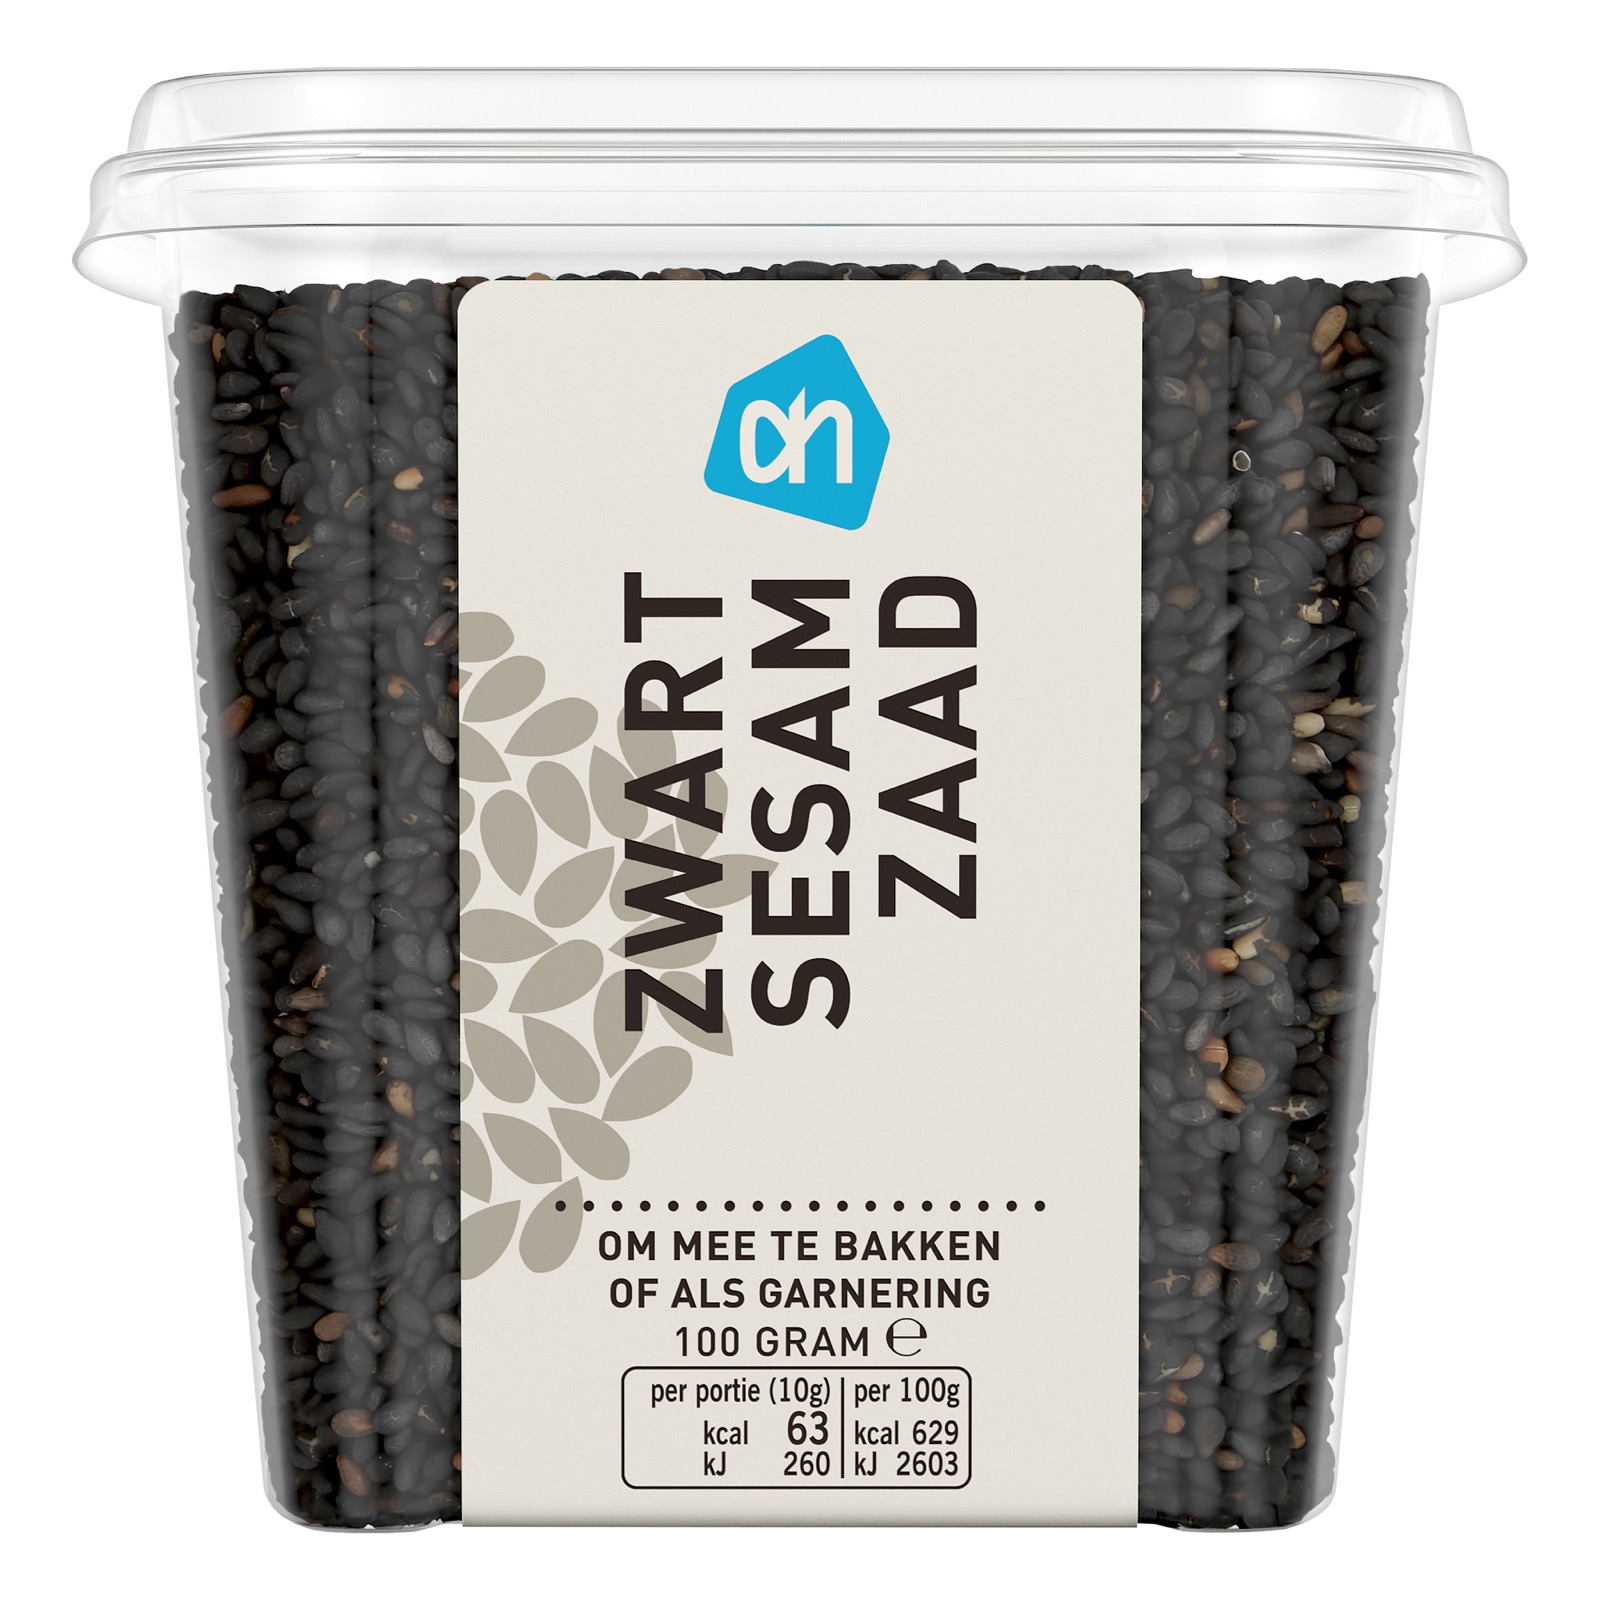 ah
ZWART
SESAM
ZAAD
OM MEE TE BAKKEN
OF ALS GARNERING
100 GRAM ℮
per portie (10g) per 100g
kcal 63 kcal 629
kJ 260 kJ 2603